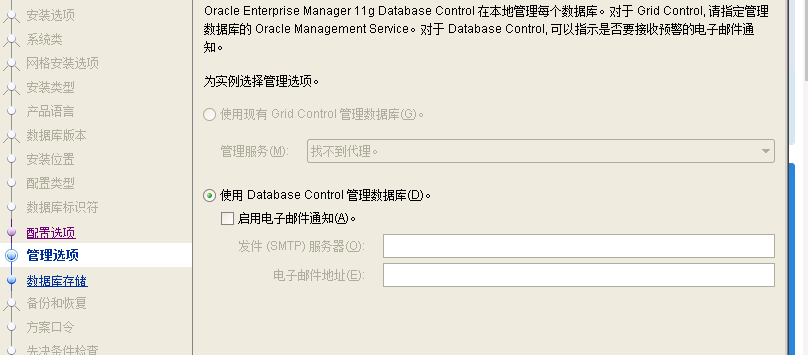 安装选项
系统类
网格安装选项
安装类型
产品语言
数据库版本
安装位置
配置类型
数据库标识符
配置选项
管理选项
数据库存储
备份和恢复
方案口令
先决条件检查
Oracle Enterprise Manager 11g Database Control 在本地管理每个数据库。对于 Grid Control, 请指定管理
数据库的 Oracle Management Service。对于 Database Control, 可以指示是否要接收预警的电子邮件通
知。
为实例选择管理选项。
使用现有 Grid Control 管理数据库(G)。
管理服务(M): 找不到代理。
使用 Database Control 管理数据库(D)。
启用电子邮件通知(A)。
发件 (SMTP) 服务器(O):
电子邮件地址(E):